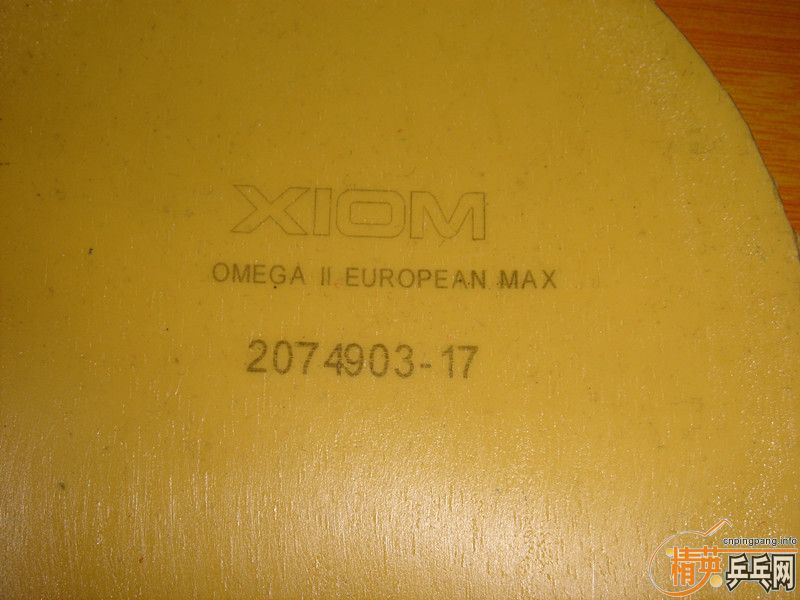 XIOM
OMEGA II EUROPEAN MAX
2074903-17
cnpingpang.info
精英乒乓网